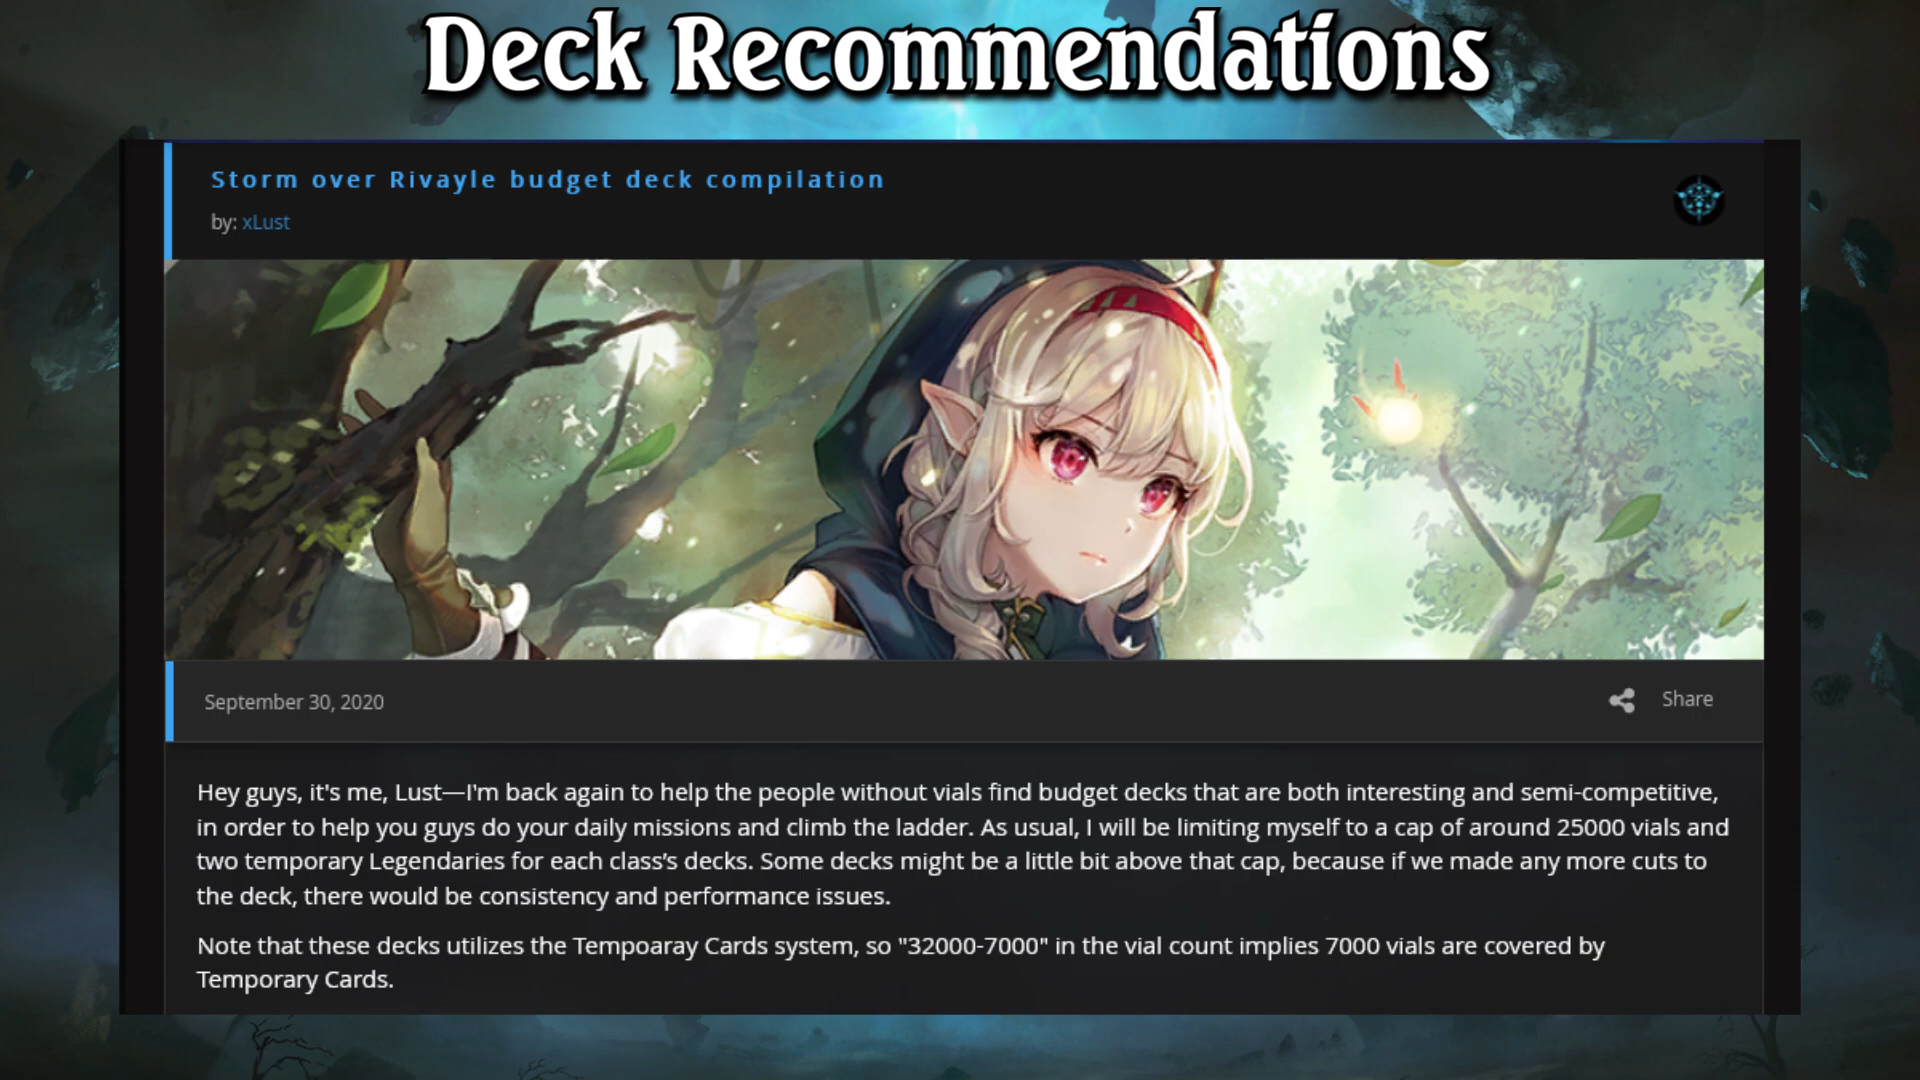 Deck Recommendations
Storm over Rivayle budget deck compilation
by: xLust
September 30, 2020
Share
Hey guys, it's me, Lust—I'm back again to help the people without vials find budget decks that are both interesting and semi-competitive,
in order to help you guys do your daily missions and climb the ladder. As usual, I will be limiting myself to a cap of around 25000 vials and
two temporary Legendaries for each class's decks. Some decks might be a little bit above that cap, because if we made any more cuts to
the deck, there would be consistency and performance issues.
Note that these decks utilizes the Tempoaray Cards system, so "32000-7000" in the vial count implies 7000 vials are covered by
Temporary Cards.